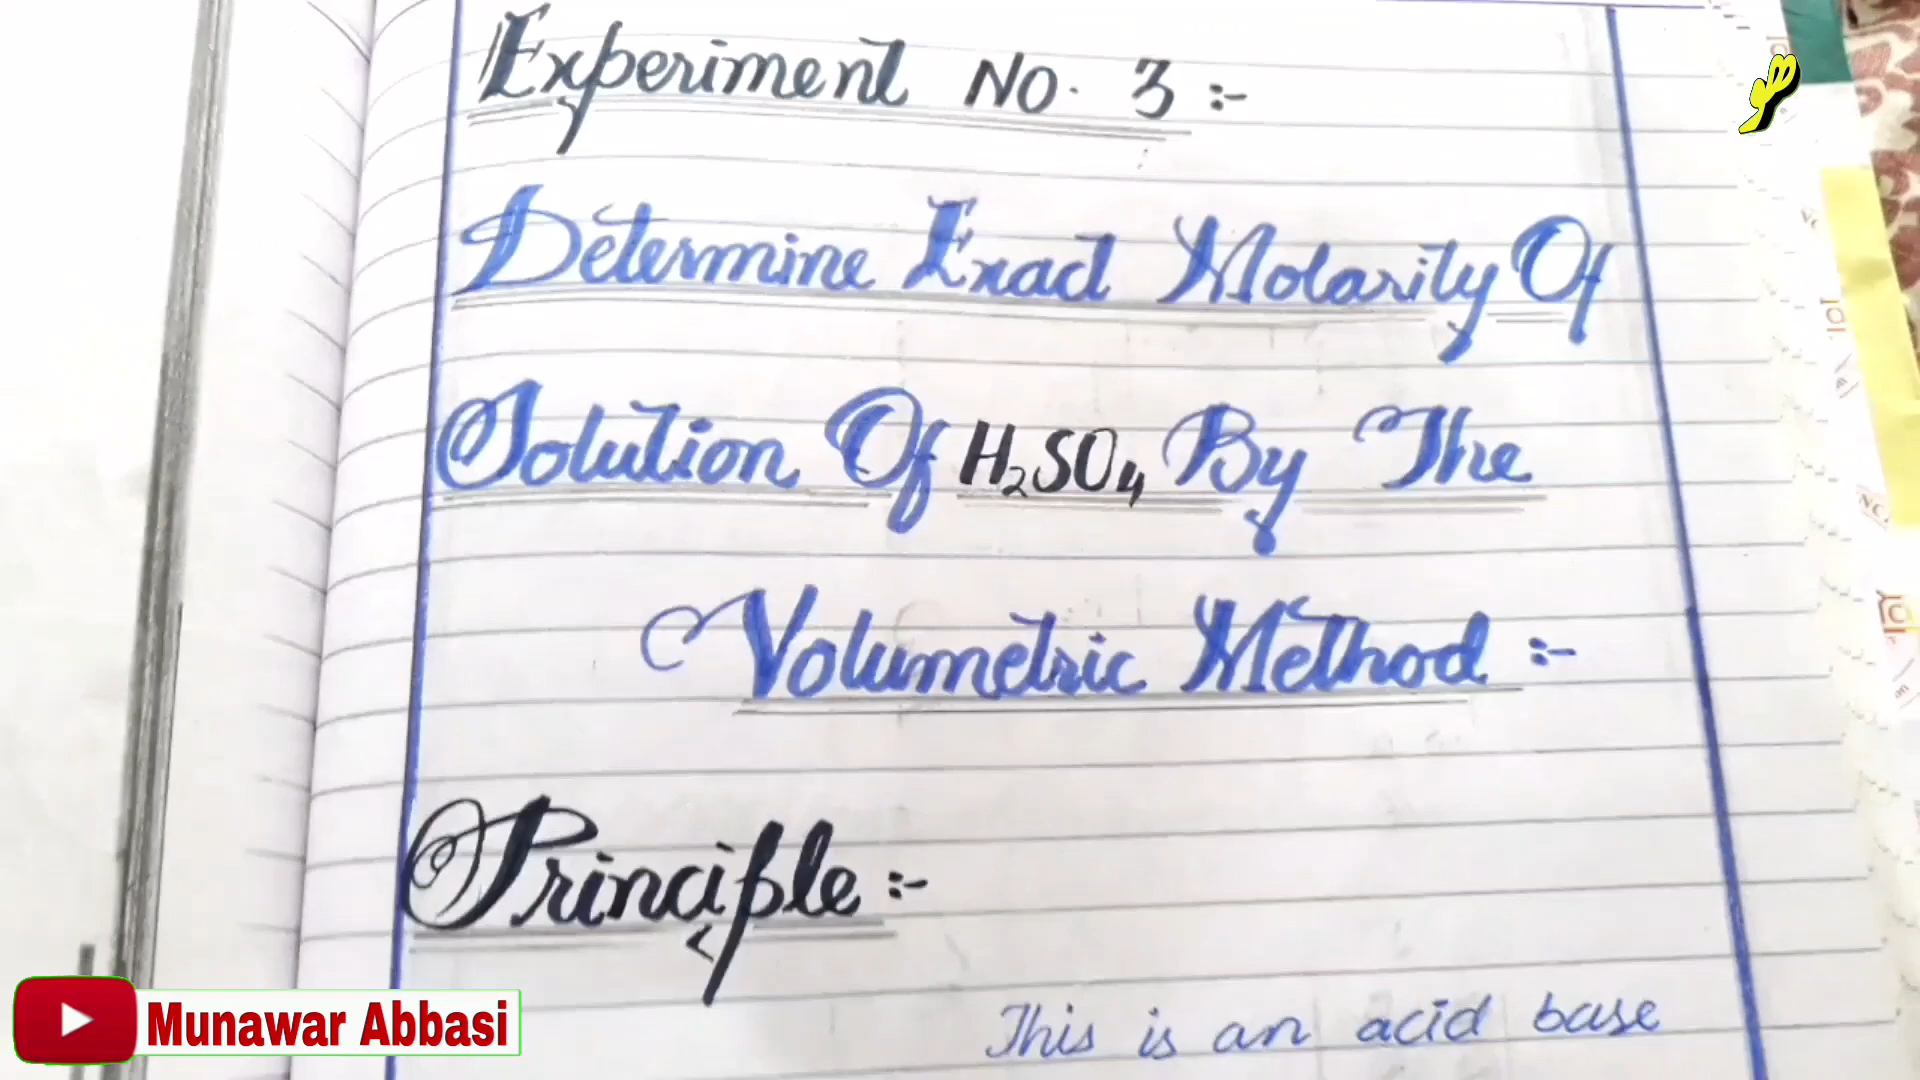 Experiment No. 3 :-
Determine Exact Molarity Of
Solution Of H₂SO₄ By The
Volumetric Method :-
Principle :-
This is an acid base
Munawar Abbasi